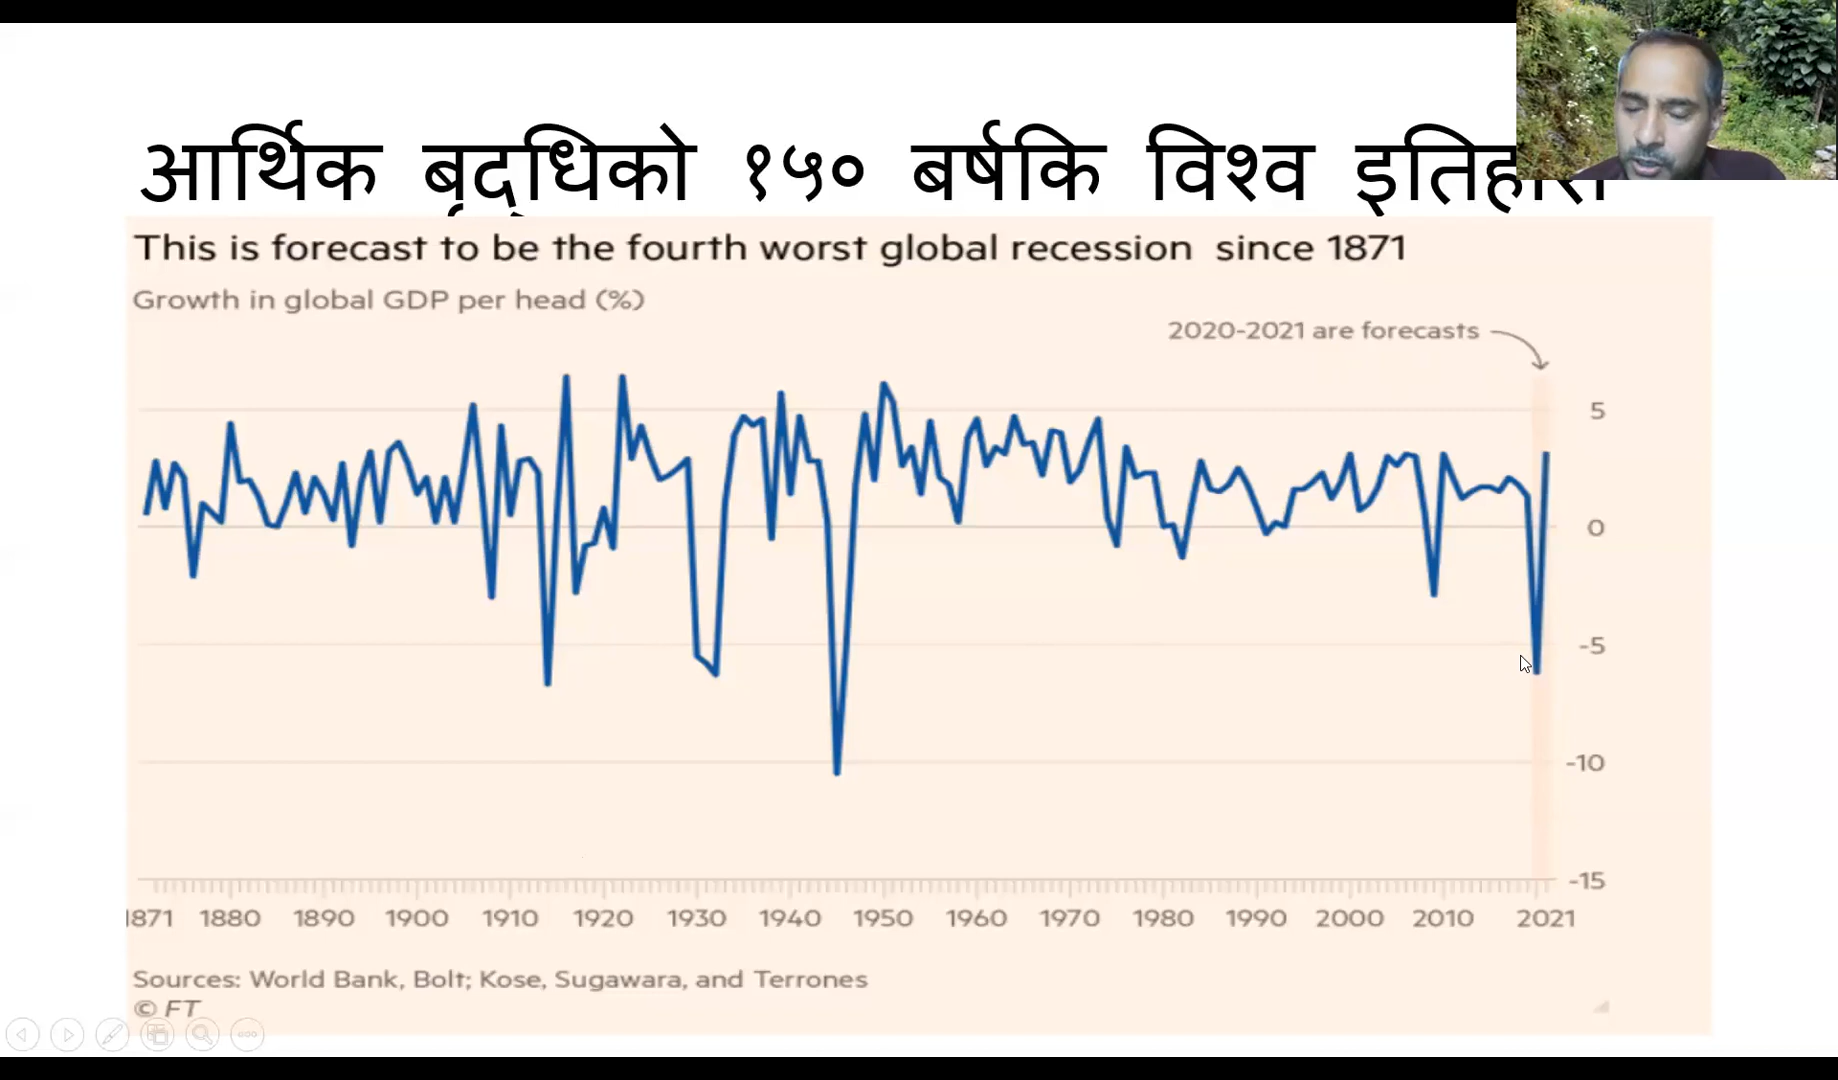 आर्थिक बृद्धिको १५० बर्षकि विश्व
This is forecast to be the fourth worst global recession since 1871
Growth in global GDP per head (%)
2020-2021 are forecasts
5
0
-5
-10
-15
1871 1880 1890 1900 1910 1920 1930 1940 1950 1960 1970 1980 1990 2000 2010 2021
Sources: World Bank, Bolt; Kose, Sugawara, and Terrones
© FT